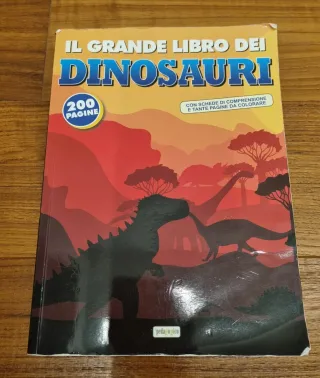 IL GRANDE LIBRO DEI
DINOSAURI
200
PAGINE
CON SCHEDE DI COMPRENSIONE
E TANTE PAGINE DA COLORARE